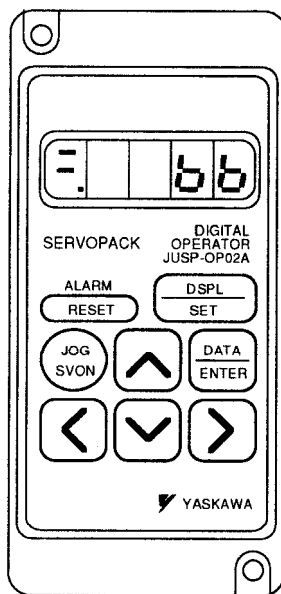 bb
SERVOPACK
DIGITAL
OPERATOR
JUSP-OP02A
ALARM
RESET
DSPL
SET
JOG
SVON
DATA
ENTER
YASKAWA